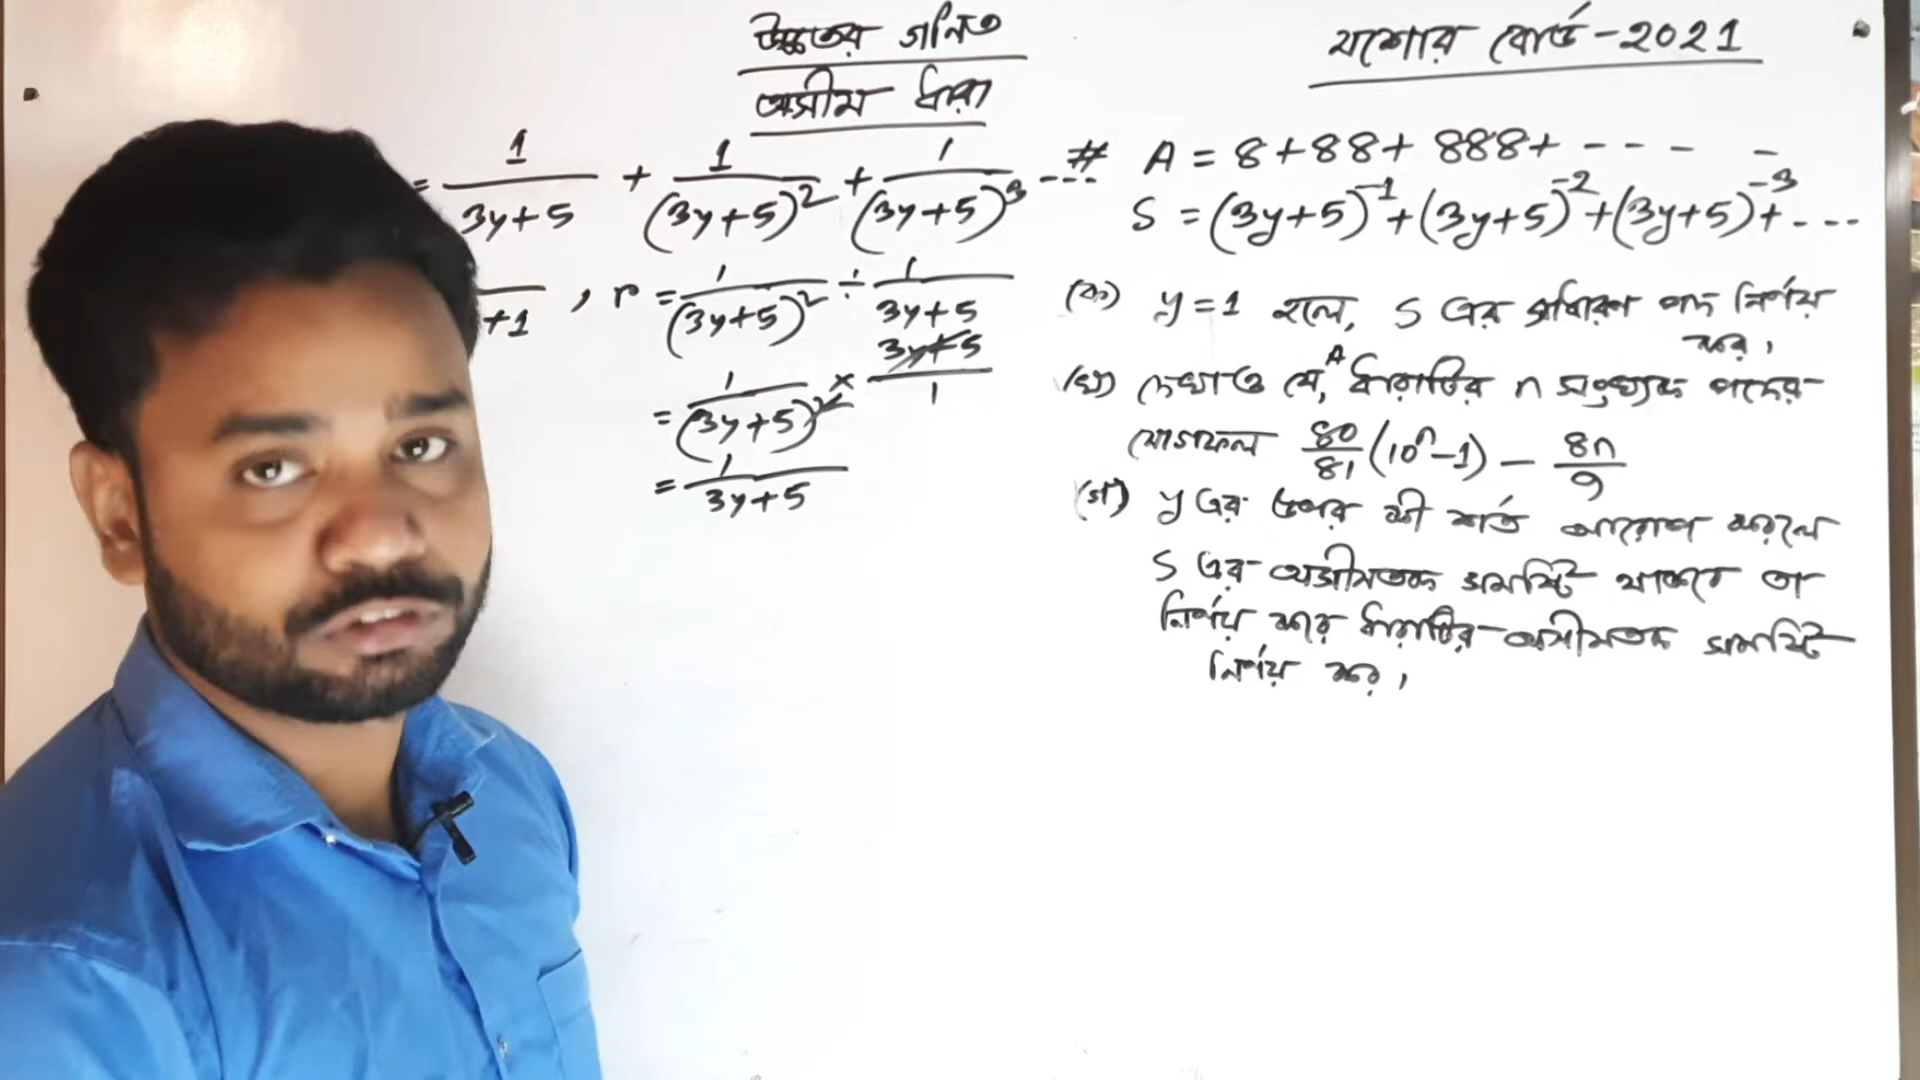 উচ্চতর গনিত
অসীম ধারা
= 1/(3y+5) + 1/(3y+5)² + 1/(3y+5)³ ----
+1 , r = 1/(3y+5)² ÷ 1/(3y+5)
= 1/(3y+5)² × (3y+5)/1
= 1/(3y+5)
যশোর বোর্ড-2021
# A = 8+88+ 888+ - - - - -
S = (3y+5)⁻¹+(3y+5)⁻²+(3y+5)⁻³+ - - - -
(ক) y=1 হলে, S এর সাধারণ পদ নির্ণয়
কর,
(খ) দেখাও যে, A ধারাটির n সংখ্যক পদের
যোগফল 80/81 (10ⁿ-1) - 8n/9
(গ) y এর উপর কী শর্ত আরোপ করলে
S এর অসীমতক সমষ্টি থাকবে তা
নির্ণয় করে ধারাটির অসীমতক সমষ্টি
নির্ণয় কর,